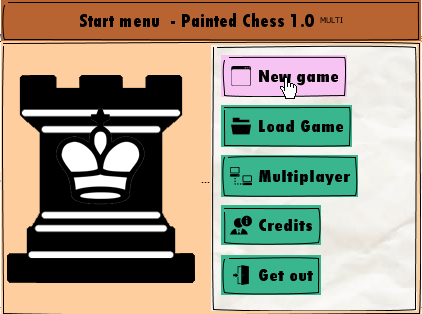 Start menu - Painted Chess 1.0 MULTI
New game
Load Game
...
Multiplayer
Credits
Get out